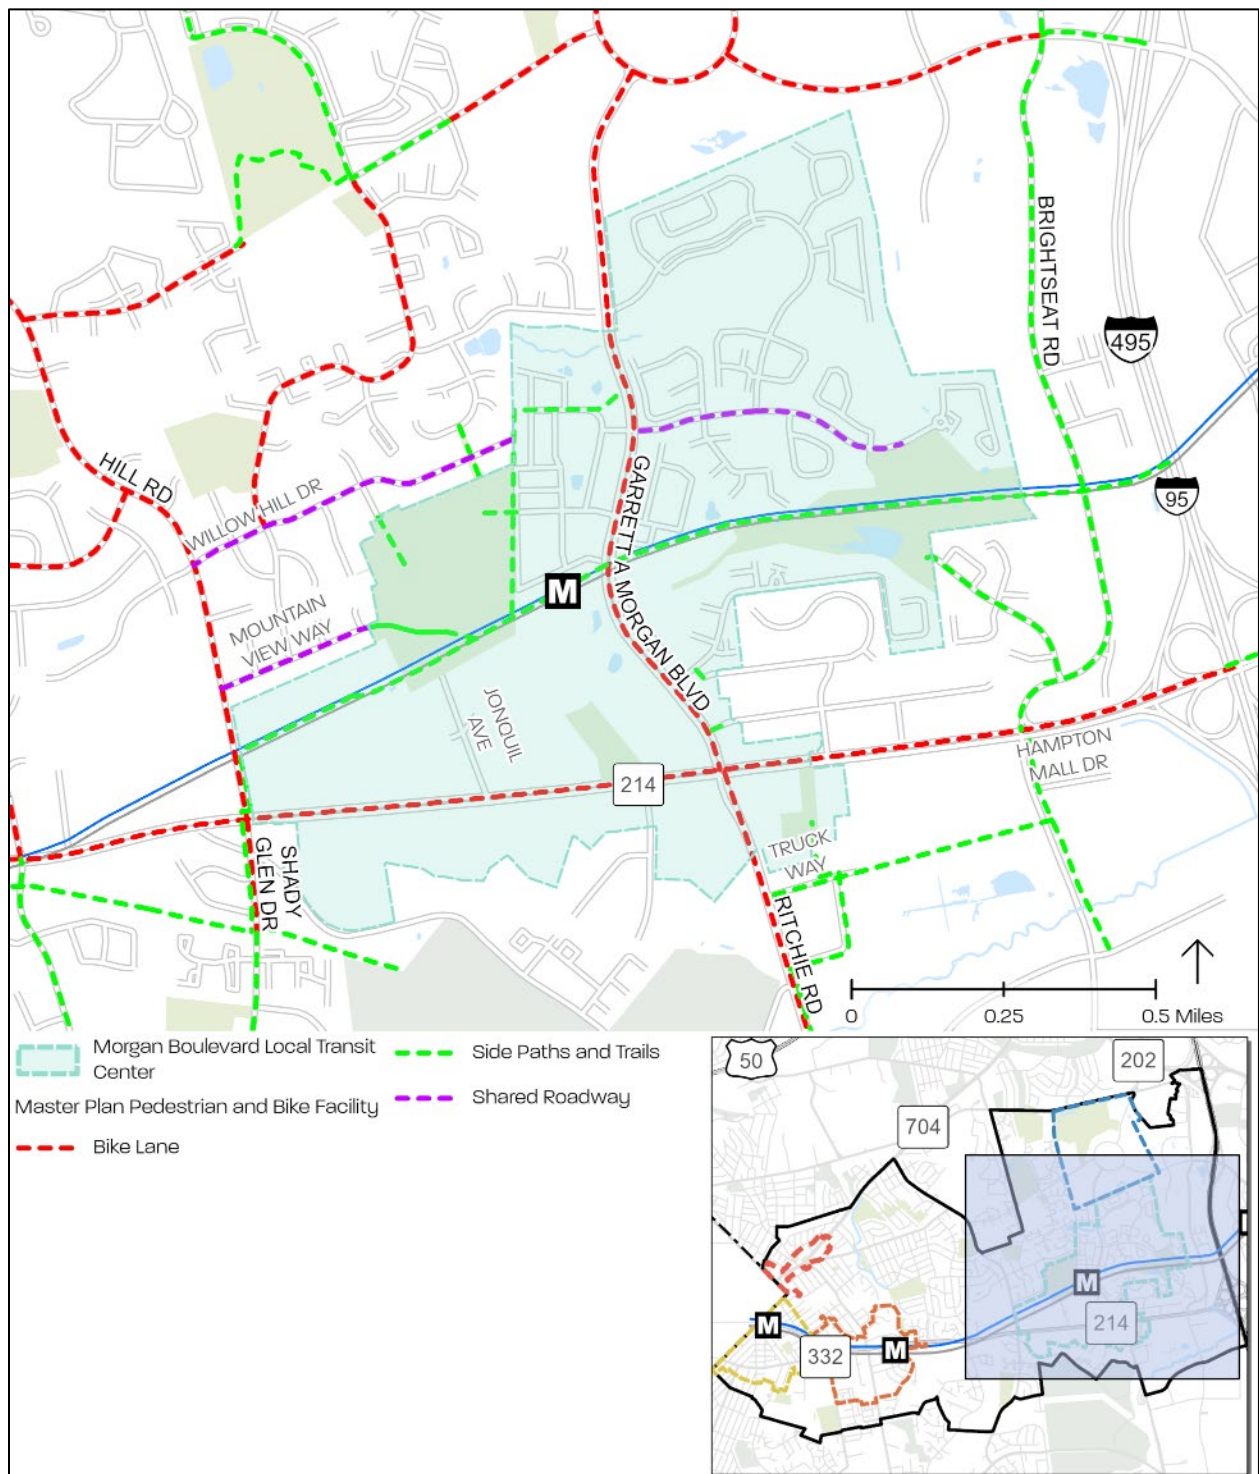 BRIGHTSEAT RD
495
95
HILL RD
WILLOW HILL DR
GARRETT A MORGAN BLVD
M
MOUNTAIN
VIEW WAY
JONQUIL
AVE
214
HAMPTON
MALL DR
TRUCK
WAY
SHADY
GLEN DR
RITCHIE RD
0 0.25 0.5 Miles
Morgan Boulevard Local Transit
Center
Master Plan Pedestrian and Bike Facility
Bike Lane
Side Paths and Trails
Shared Roadway
50
202
704
M
214
M
332
M